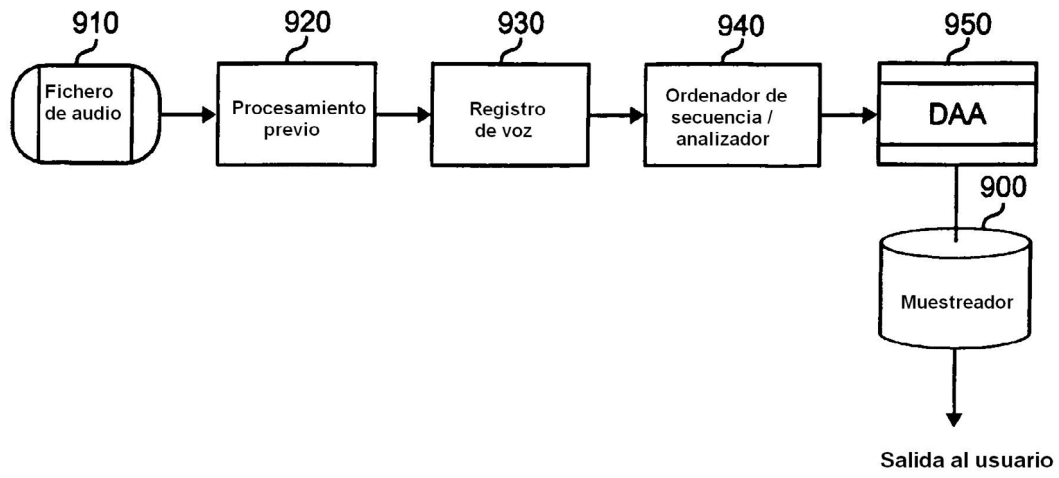 910
920
930
940
950
Fichero
de audio
Procesamiento
previo
Registro
de voz
Ordenador de
secuencia /
analizador
DAA
900
Muestreador
Salida al usuario